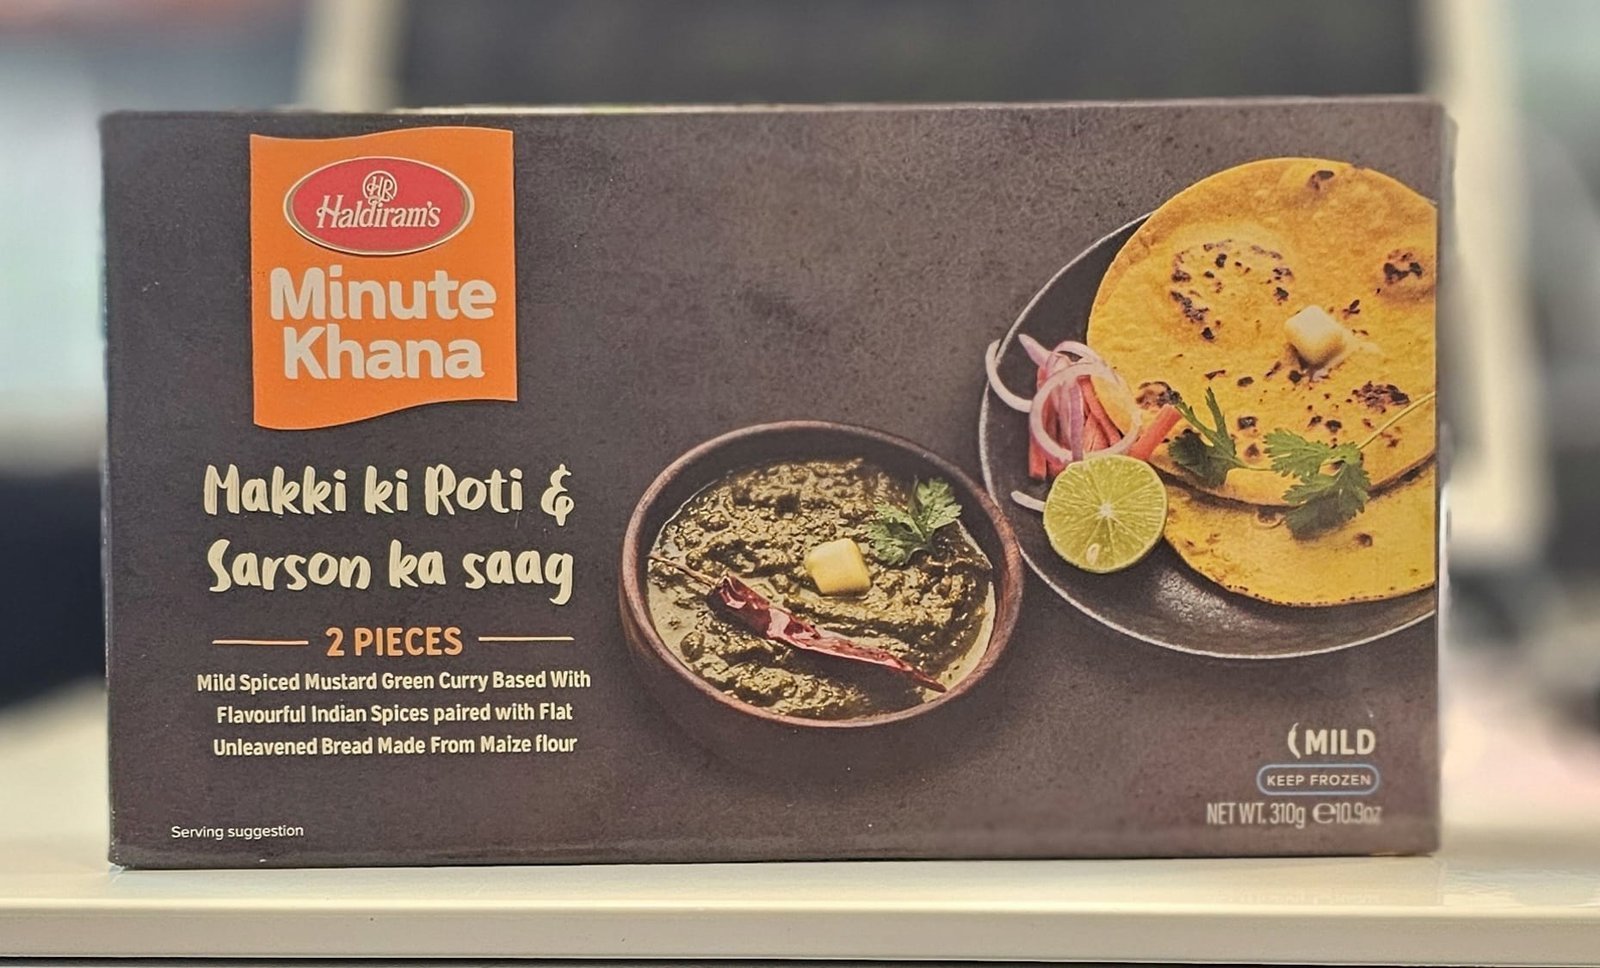 HR
Haldiram's
Minute
Khana
Makki ki Roti &
Sarson ka saag
2 PIECES
Mild Spiced Mustard Green Curry Based With
Flavourful Indian Spices paired with Flat
Unleavened Bread Made From Maize flour
Serving suggestion
MILD
KEEP FROZEN
NET WT. 310g ℮10.9oz